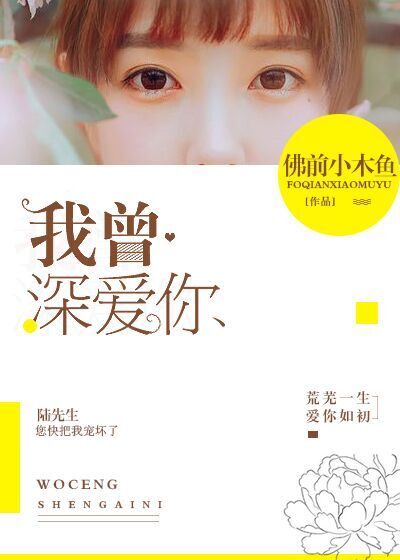 佛前小木鱼
FOQIANXIAOMUYU
[作品]
我曾
深爱你、
荒芜一生
爱你如初
陆先生
您快把我宠坏了
WOCENG
SHENGAINI